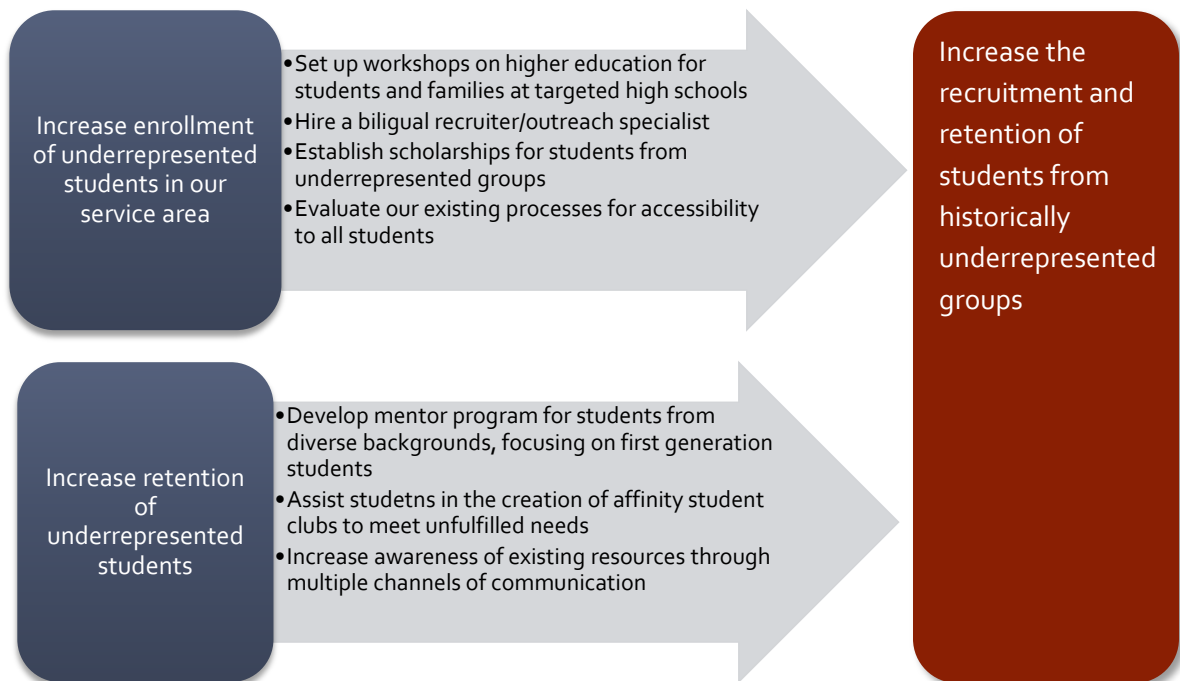 Increase enrollment
of underrepresented
students in our
service area
•Set up workshops on higher education for
students and families at targeted high schools
•Hire a biligual recruiter/outreach specialist
•Establish scholarships for students from
underrepresented groups
•Evaluate our existing processes for accessibility
to all students
Increase retention
of
underrepresented
students
•Develop mentor program for students from
diverse backgrounds, focusing on first generation
students
•Assist studetns in the creation of affinity student
clubs to meet unfulfilled needs
•Increase awareness of existing resources through
multiple channels of communication
Increase the
recruitment and
retention of
students from
historically
underrepresented
groups